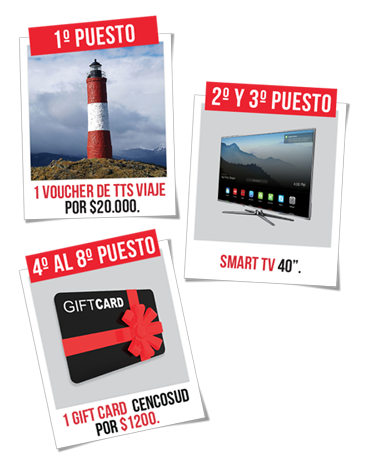 1º PUESTO
1 VOUCHER DE TTS VIAJE
POR $20.000.
2º Y 3º PUESTO
SMART TV 40”.
4º AL 8º PUESTO
GIFTCARD
1 GIFT CARD CENCOSUD
POR $1200.